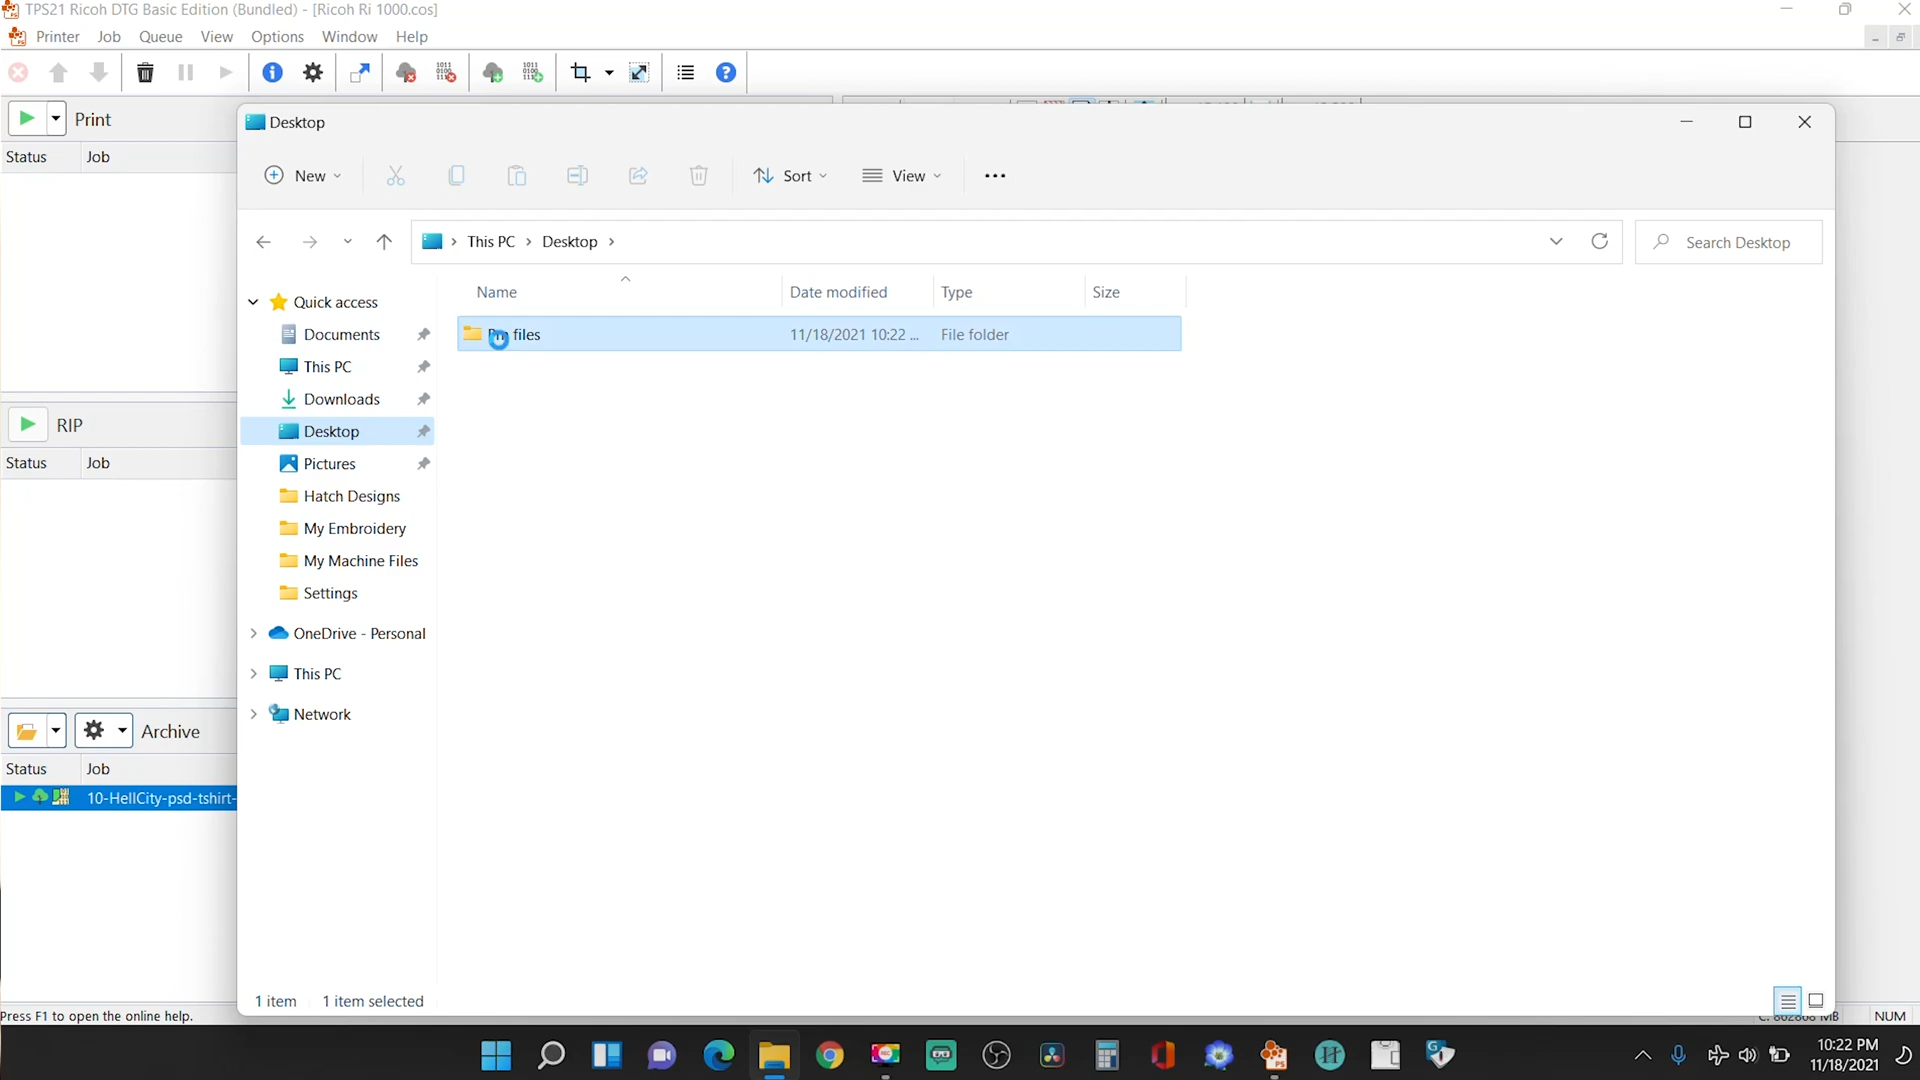 TPS21 Ricoh DTG Basic Edition (Bundled) - [Ricoh Ri 1000.cos]
Printer Job Queue View Options Window Help
Print
Status Job
Desktop
New Sort View
This PC Desktop
Search Desktop
Name Date modified Type Size
files 11/18/2021 10:22 ... File folder
Quick access
Documents
This PC
Downloads
Desktop
Pictures
Hatch Designs
My Embroidery
My Machine Files
Settings
OneDrive - Personal
This PC
Network
RIP
Status Job
Archive
Status Job
10-HellCity-psd-tshirt-
1 item 1 item selected
Press F1 to open the online help.
NUM
10:22 PM
11/18/2021